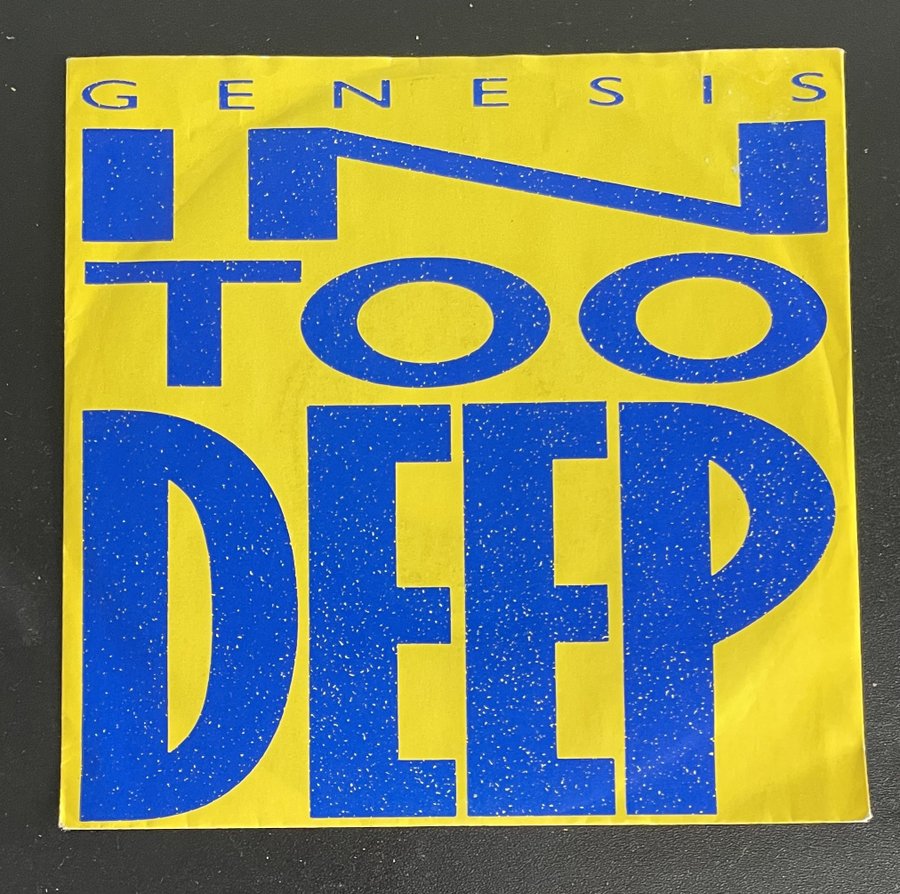 GENESIS
IN
TOO
DEEP